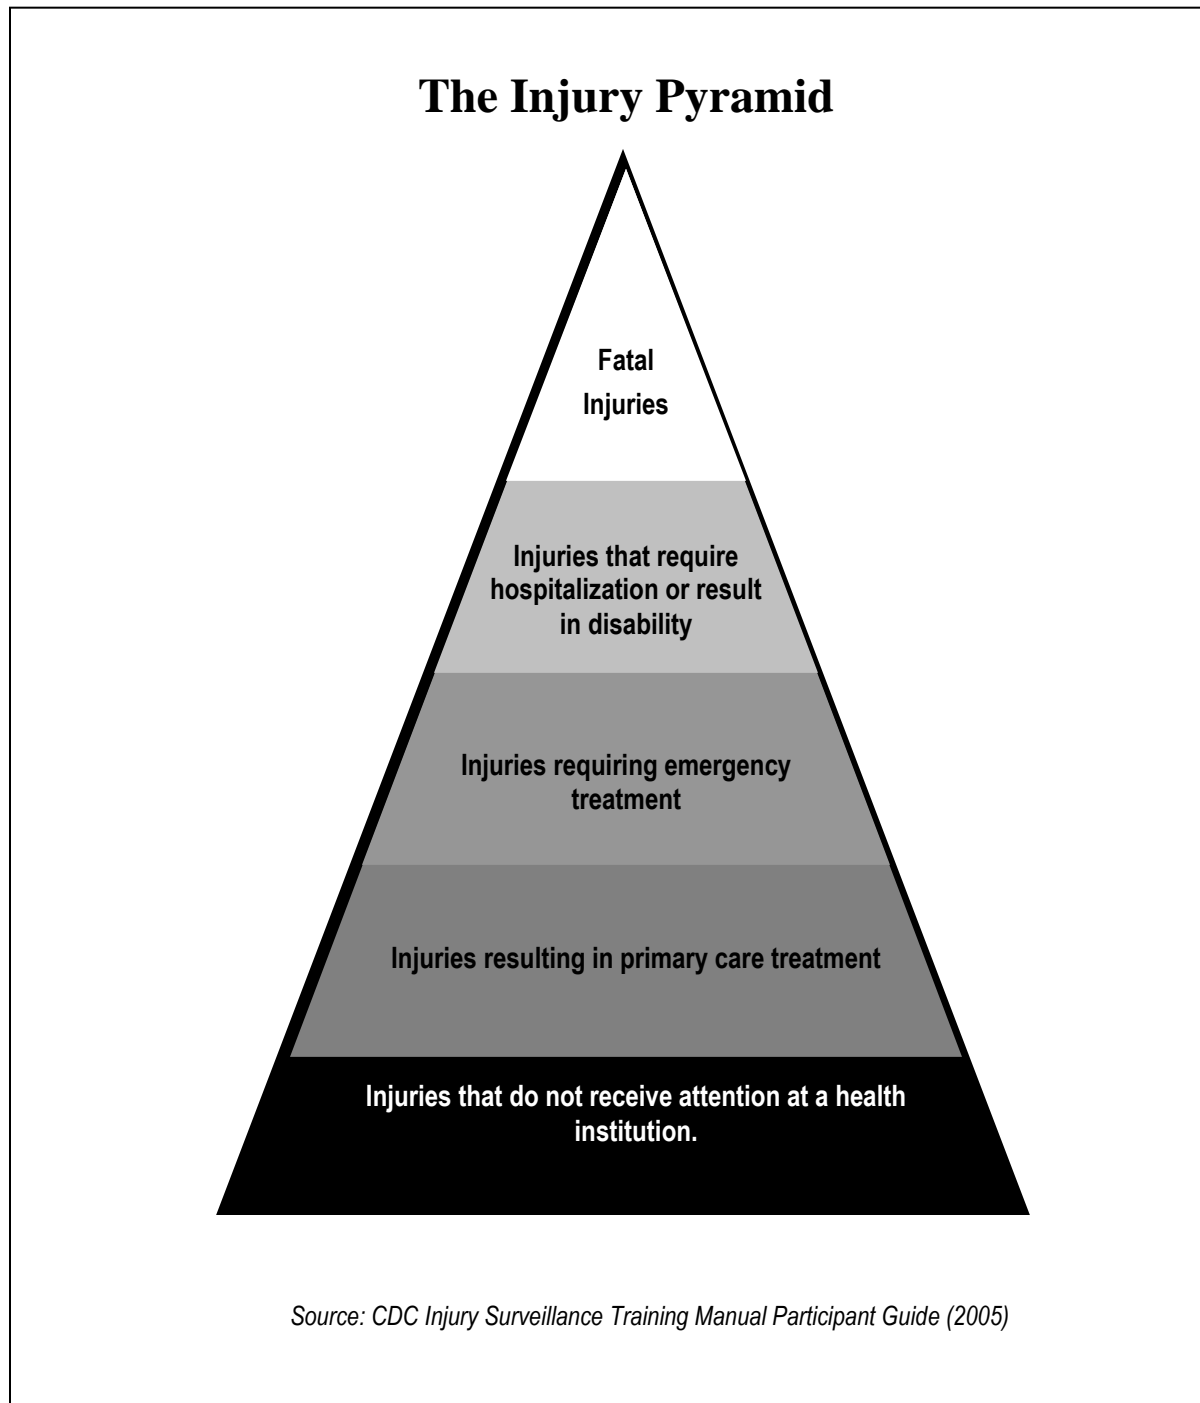 The Injury Pyramid
Fatal
Injuries
Injuries that require
hospitalization or result
in disability
Injuries requiring emergency
treatment
Injuries resulting in primary care treatment
Injuries that do not receive attention at a health
institution.
Source: CDC Injury Surveillance Training Manual Participant Guide (2005)